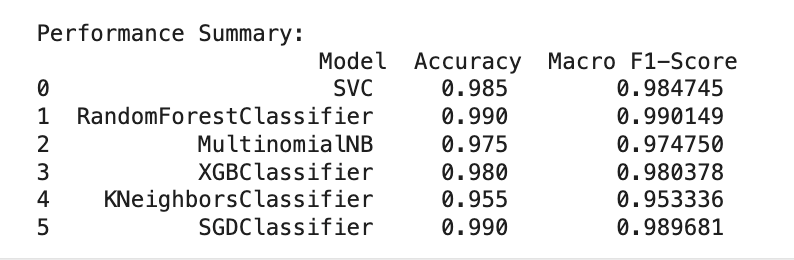 Performance Summary:
Model Accuracy Macro F1-Score
0 SVC 0.985 0.984745
1 RandomForestClassifier 0.990 0.990149
2 MultinomialNB 0.975 0.974750
3 XGBClassifier 0.980 0.980378
4 KNeighborsClassifier 0.955 0.953336
5 SGDClassifier 0.990 0.989681